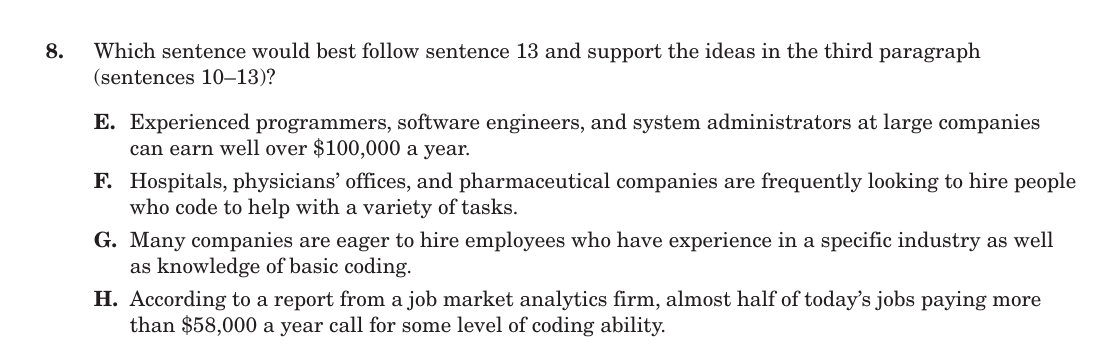 8. Which sentence would best follow sentence 13 and support the ideas in the third paragraph
(sentences 10–13)?
E. Experienced programmers, software engineers, and system administrators at large companies
can earn well over $100,000 a year.
F. Hospitals, physicians’ offices, and pharmaceutical companies are frequently looking to hire people
who code to help with a variety of tasks.
G. Many companies are eager to hire employees who have experience in a specific industry as well
as knowledge of basic coding.
H. According to a report from a job market analytics firm, almost half of today’s jobs paying more
than $58,000 a year call for some level of coding ability.